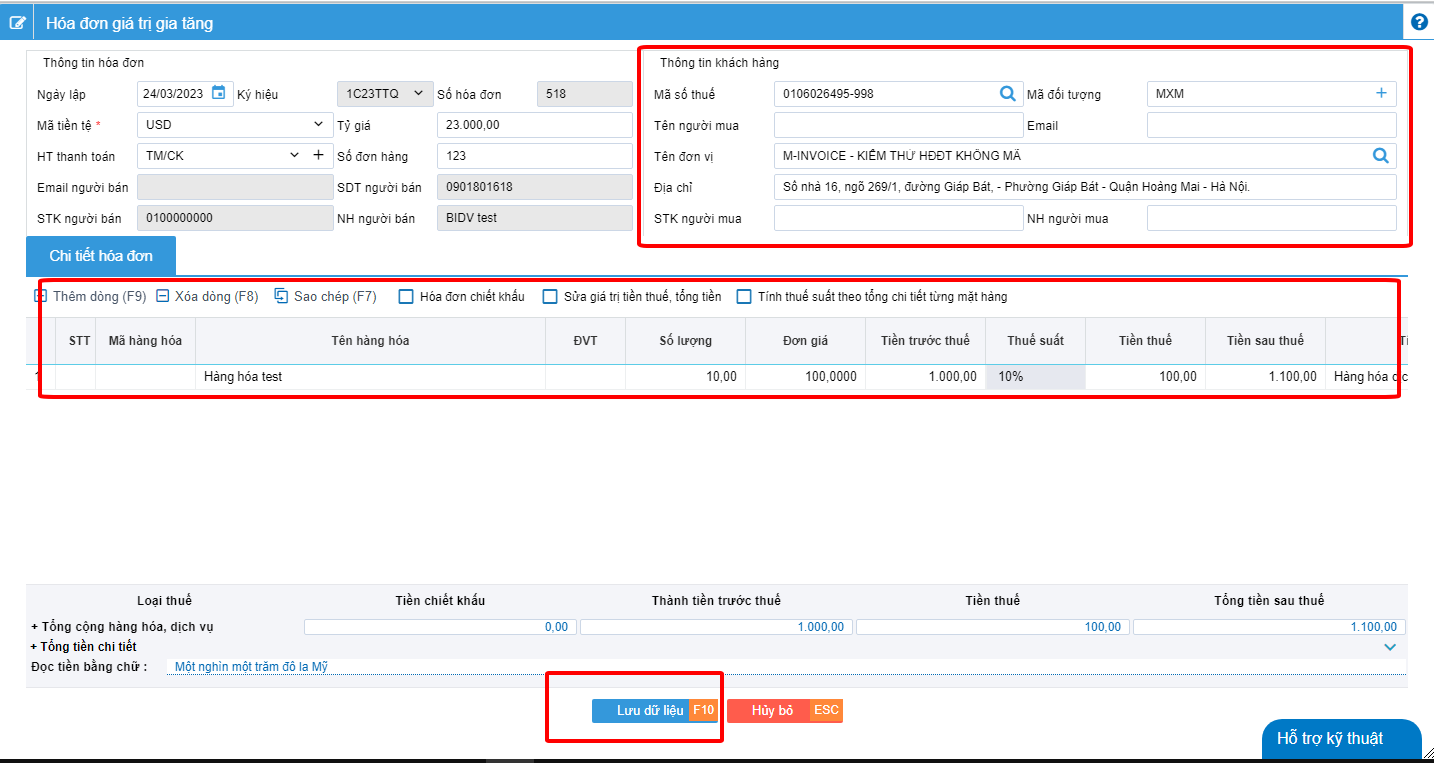 Hóa đơn giá trị gia tăng
Thông tin hóa đơn
Ngày lập 24/03/2023 Ký hiệu 1C23TTQ Số hóa đơn 518
Mã tiền tệ * USD Tỷ giá 23.000,00
HT thanh toán TM/CK Số đơn hàng 123
Email người bán SDT người bán 0901801618
STK người bán 0100000000 NH người bán BIDV test
Thông tin khách hàng
Mã số thuế 0106026495-998 Mã đối tượng MXM
Tên người mua Email
Tên đơn vị M-INVOICE - KIỂM THỬ HĐĐT KHÔNG MÃ
Địa chỉ Số nhà 16, ngõ 269/1, đường Giáp Bát, - Phường Giáp Bát - Quận Hoàng Mai - Hà Nội.
STK người mua NH người mua
Chi tiết hóa đơn
Thêm dòng (F9) Xóa dòng (F8) Sao chép (F7) Hóa đơn chiết khấu Sửa giá trị tiền thuế, tổng tiền Tính thuế suất theo tổng chi tiết từng mặt hàng
STT Mã hàng hóa Tên hàng hóa ĐVT Số lượng Đơn giá Tiền trước thuế Thuế suất Tiền thuế Tiền sau thuế
Hàng hóa test 10,00 100,0000 1.000,00 10% 100,00 1.100,00 Hàng hóa
Loại thuế Tiền chiết khấu Thành tiền trước thuế Tiền thuế Tổng tiền sau thuế
+ Tổng cộng hàng hóa, dịch vụ 0,00 1.000,00 100,00 1.100,00
+ Tổng tiền chi tiết
Đọc tiền bằng chữ : Một nghìn một trăm đô la Mỹ
Lưu dữ liệu F10 Hủy bỏ ESC
Hỗ trợ kỹ thuật